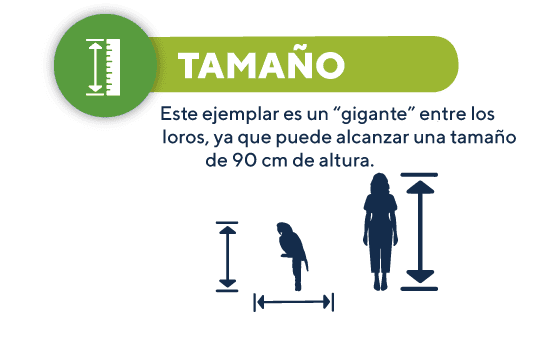 TAMAÑO
Este ejemplar es un “gigante” entre los
loros, ya que puede alcanzar una tamaño
de 90 cm de altura.